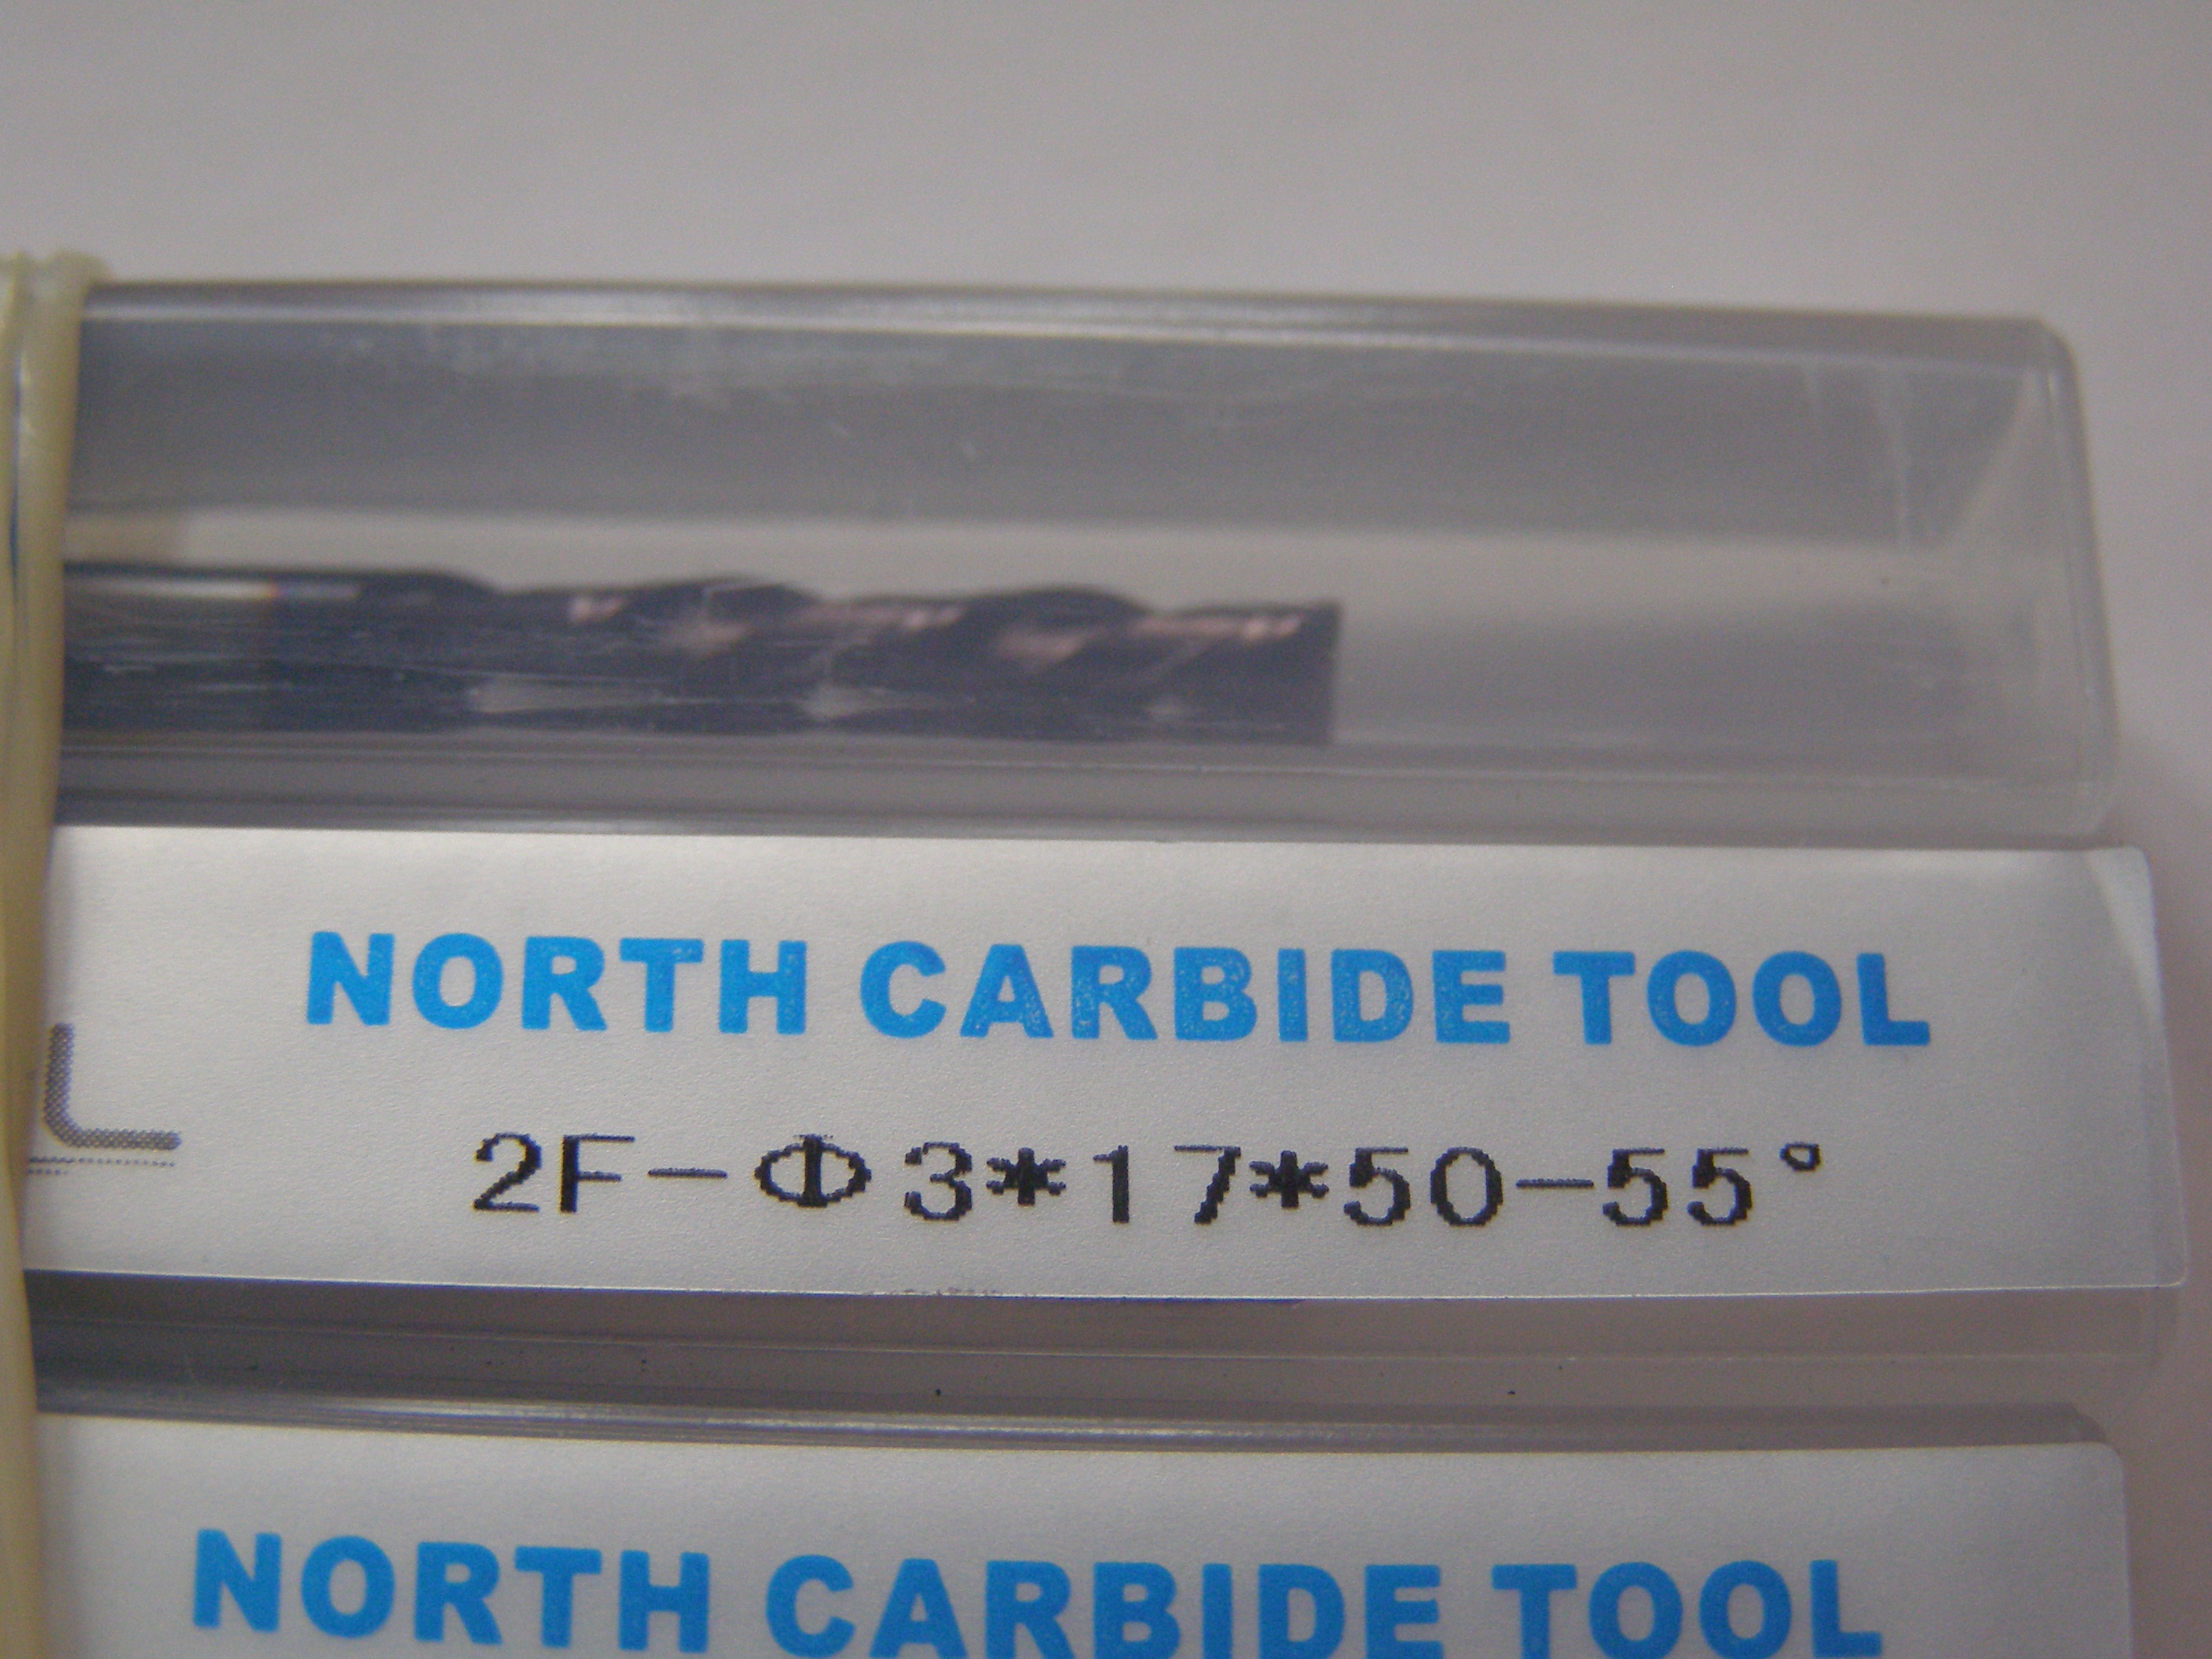 NORTH CARBIDE TOOL
L
2F-Φ3*17*50-55°
NORTH CARBIDE TOOL